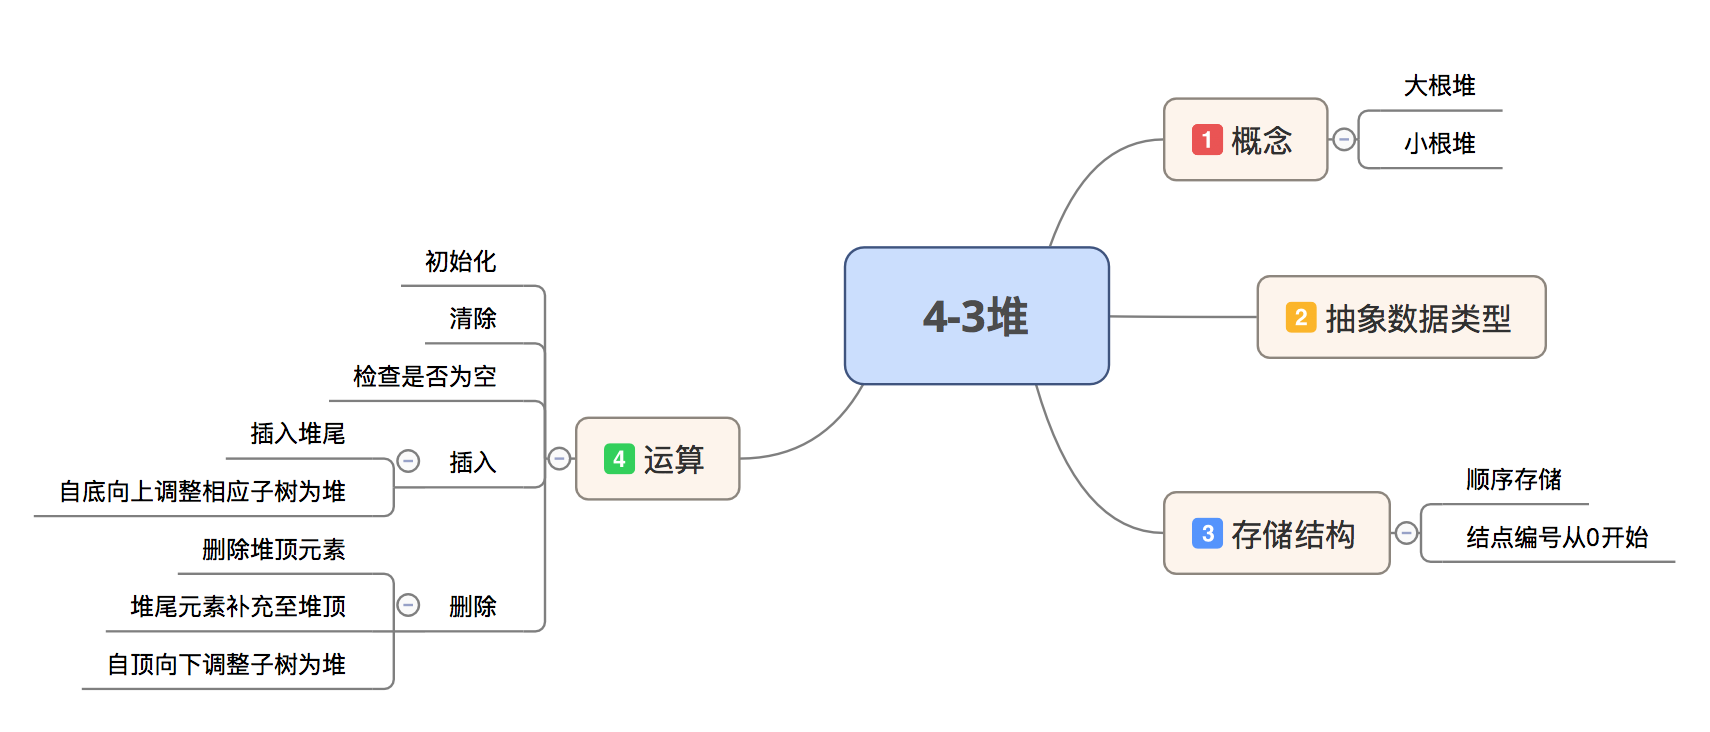 4-3堆
1 概念
大根堆
小根堆
2 抽象数据类型
3 存储结构
顺序存储
结点编号从0开始
4 运算
初始化
清除
检查是否为空
插入
插入堆尾
自底向上调整相应子树为堆
删除
删除堆顶元素
堆尾元素补充至堆顶
自顶向下调整子树为堆